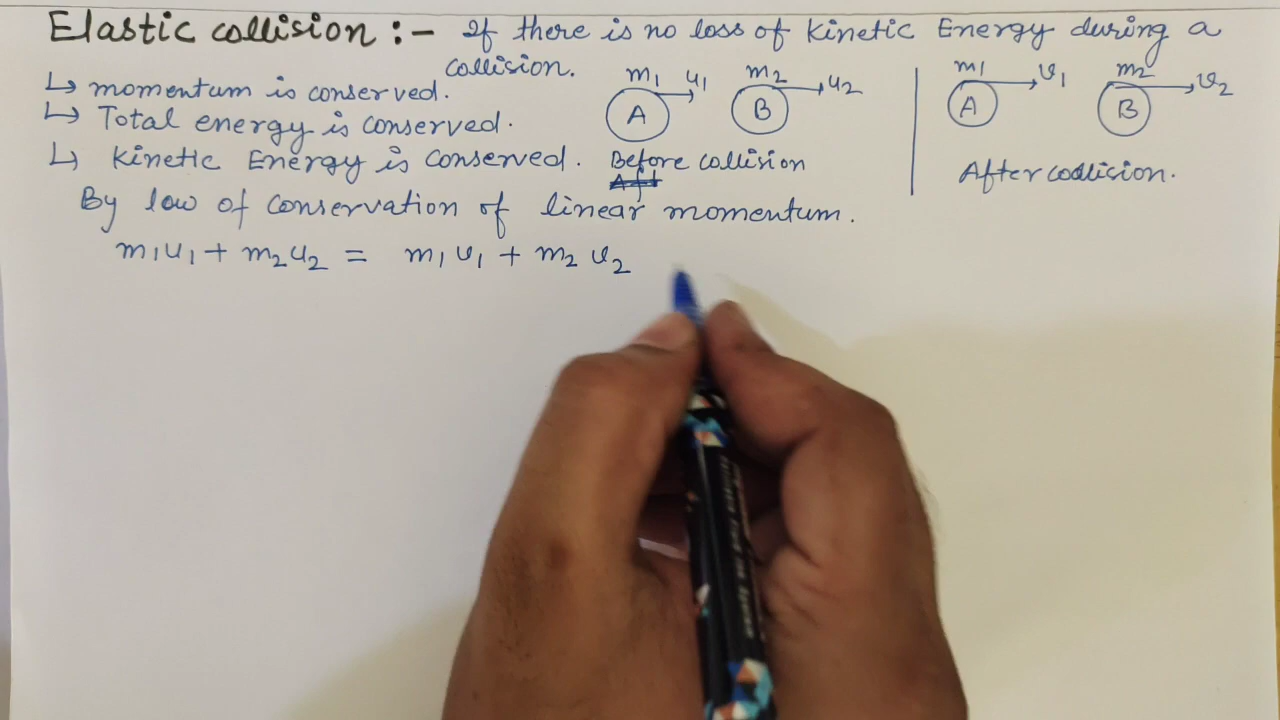 Elastic collision :- If there is no loss of kinetic Energy during a
collision.
↳ momentum is conserved.
↳ Total energy is conserved.
↳ Kinetic Energy is conserved.
m1 u1 m2 u2
A B
Before collision
m1 v1 m2 v2
A B
After collision.
By law of conservation of linear momentum.
m1u1 + m2u2 = m1v1 + m2v2